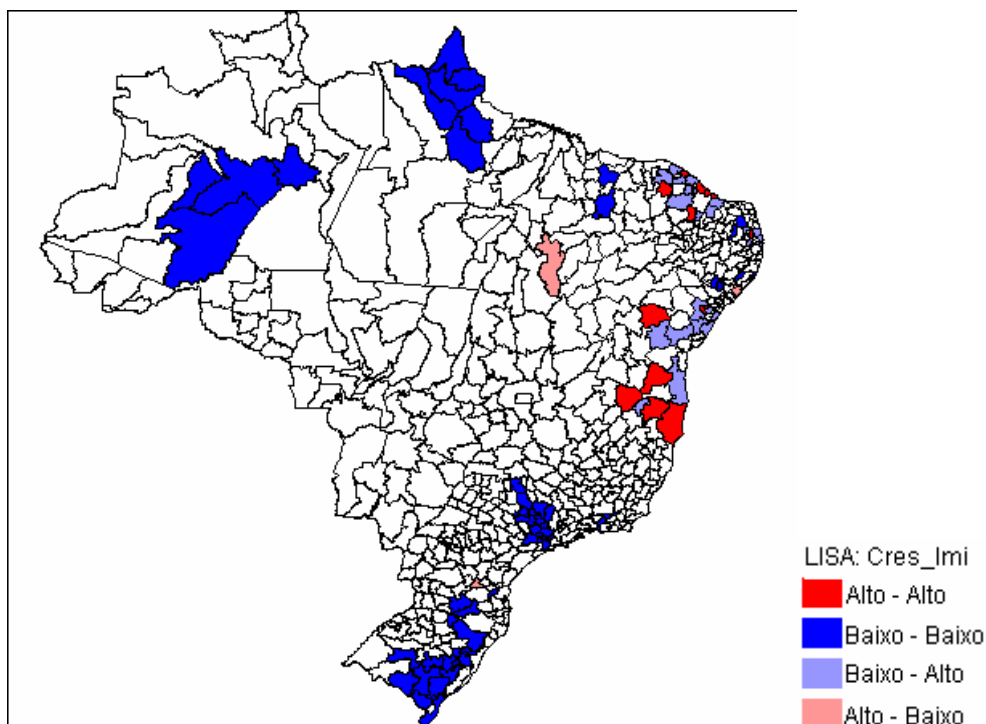 LISA: Cres_Imi
Alto - Alto
Baixo - Baixo
Baixo - Alto
Alto - Baixo